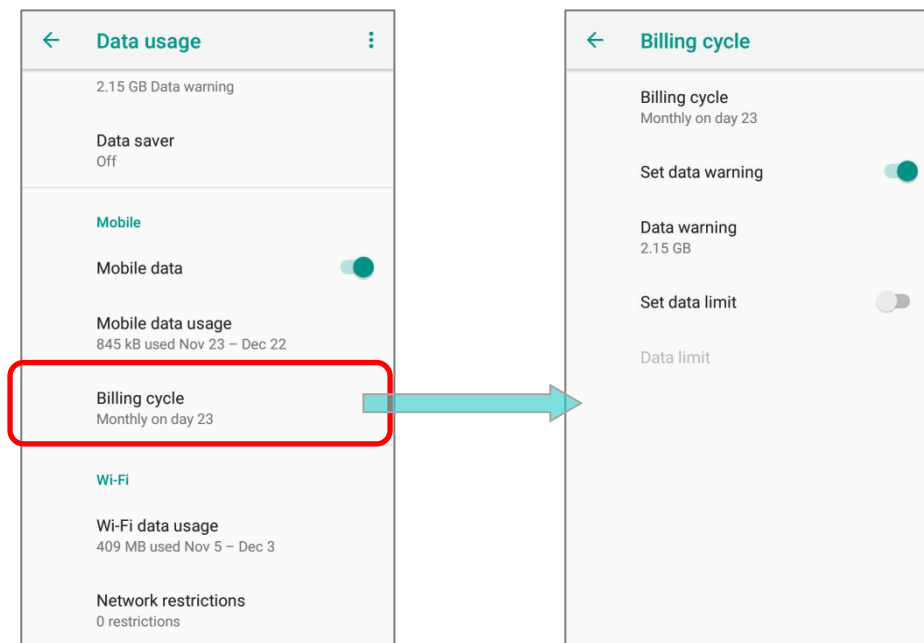 Data usage
2.15 GB Data warning
Data saver
Off
Mobile
Mobile data
Mobile data usage
845 kB used Nov 23 – Dec 22
Billing cycle
Monthly on day 23
Wi-Fi
Wi-Fi data usage
409 MB used Nov 5 – Dec 3
Network restrictions
0 restrictions
Billing cycle
Billing cycle
Monthly on day 23
Set data warning
Data warning
2.15 GB
Set data limit
Data limit